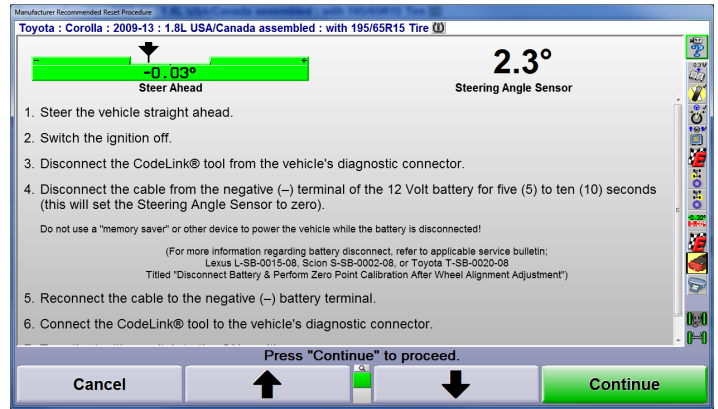 Manufacturer Recommended Reset Procedure
Toyota : Corolla : 2009-13 : 1.8L USA/Canada assembled : with 195/65R15 Tire
- +
-0.03°
Steer Ahead
2.3°
Steering Angle Sensor
1. Steer the vehicle straight ahead.
2. Switch the ignition off.
3. Disconnect the CodeLink® tool from the vehicle's diagnostic connector.
4. Disconnect the cable from the negative (–) terminal of the 12 Volt battery for five (5) to ten (10) seconds
(this will set the Steering Angle Sensor to zero).
Do not use a "memory saver" or other device to power the vehicle while the battery is disconnected!
(For more information regarding battery disconnect, refer to applicable service bulletin;
Lexus L-SB-0015-08, Scion S-SB-0002-08, or Toyota T-SB-0020-08
Titled "Disconnect Battery & Perform Zero Point Calibration After Wheel Alignment Adjustment")
5. Reconnect the cable to the negative (–) battery terminal.
6. Connect the CodeLink® tool to the vehicle's diagnostic connector.
Press "Continue" to proceed.
Cancel
Continue